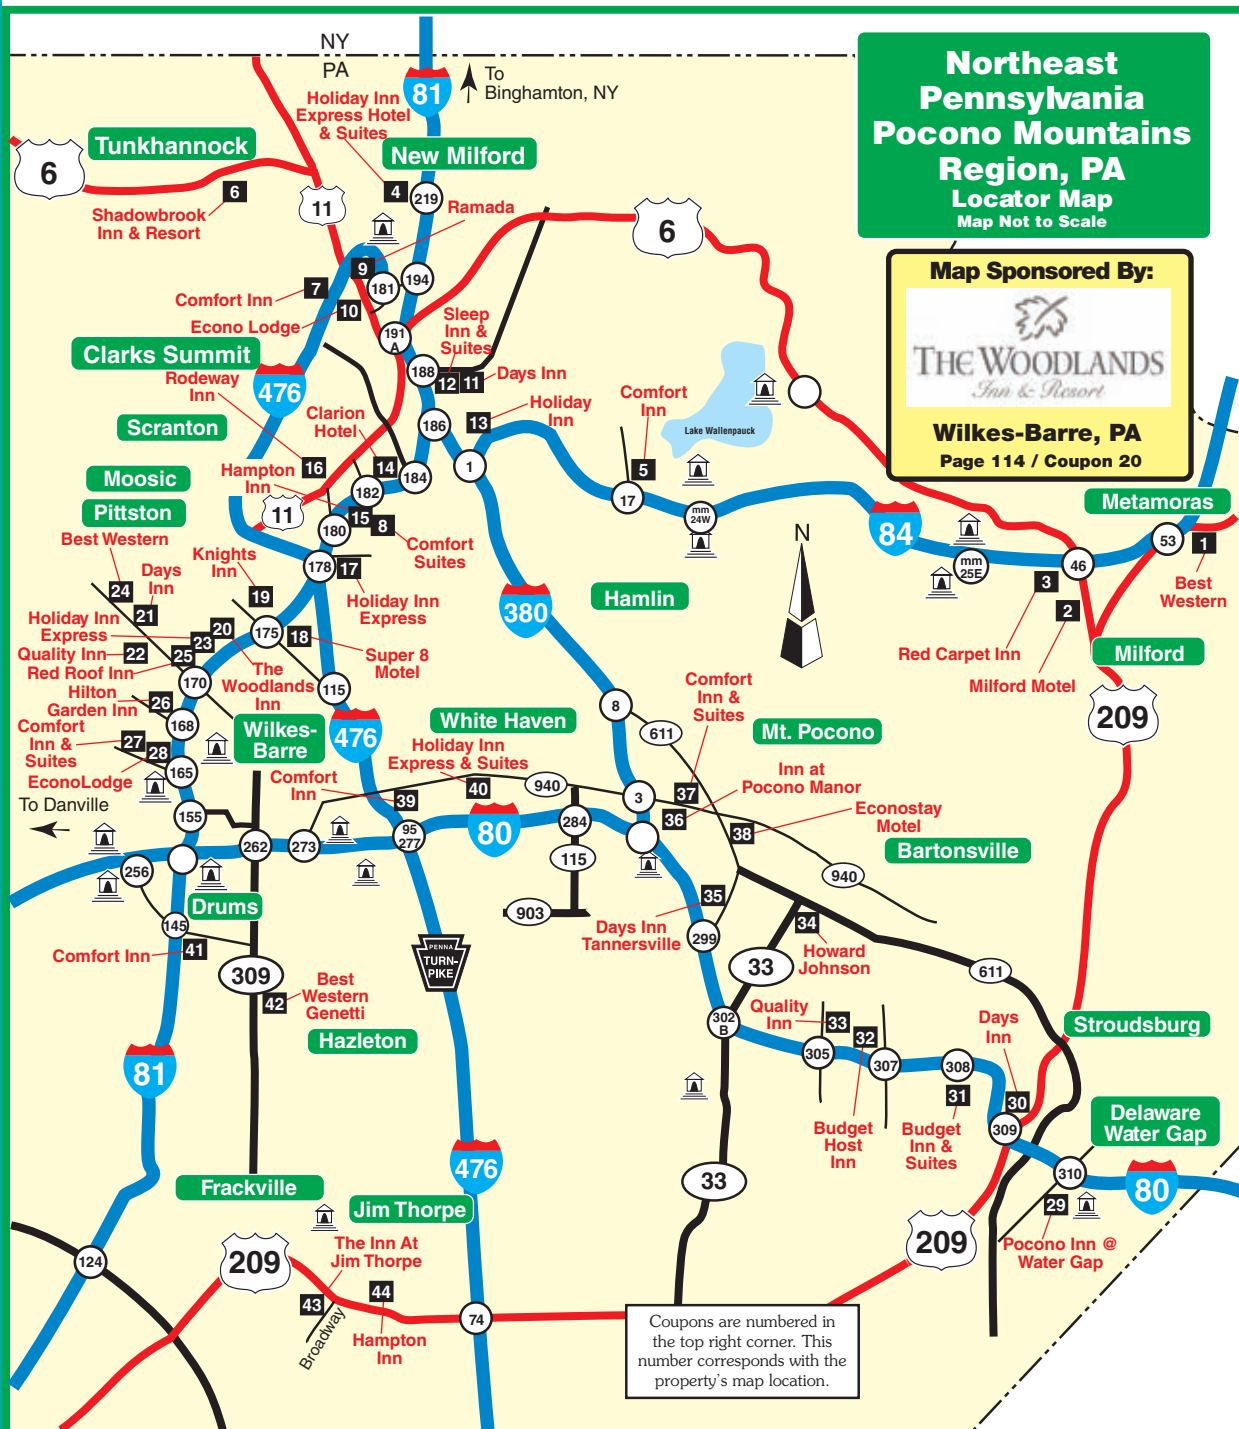 NY
PA
81
To
Binghamton, NY
Northeast
Pennsylvania
Pocono Mountains
Region, PA
Locator Map
Map Not to Scale
Map Sponsored By:
THE WOODLANDS
Inn & Resort
Wilkes-Barre, PA
Page 114 / Coupon 20
Holiday Inn
Express Hotel
& Suites
Tunkhannock
New Milford
6
6
Shadowbrook
Inn & Resort
11
4
219
Ramada
6
9
7
181
194
Comfort Inn
10
Econo Lodge
191
A
Sleep
Inn &
Suites
Clarks Summit
188
12
11
Days Inn
Rodeway
Inn
476
Clarion
Hotel
186
13
Holiday
Inn
Comfort
Inn
Lake Wallenpauck
Scranton
16
14
184
1
5
17
Hampton
Inn
182
Moosic
Pittston
11
15
8
180
Comfort
Suites
mm
24W
84
mm
25E
Metamoras
53
1
Best
Western
46
3
2
Red Carpet Inn
Milford Motel
Milford
209
N
Best Western
24
Days
Inn
21
Knights
Inn
19
178
17
Holiday Inn
Express
380
Hamlin
Holiday Inn
Express
20
23
175
18
Super 8
Motel
Quality Inn
22
25
Red Roof Inn
170
The
Woodlands
Inn
115
Hilton
Garden Inn
26
168
Wilkes-
Barre
476
Comfort
Inn &
Suites
27
28
EconoLodge
165
White Haven
Holiday Inn
Express & Suites
8
611
Comfort
Inn &
Suites
Mt. Pocono
Inn at
Pocono Manor
Comfort
Inn
39
40
940
3
37
36
Econostay
Motel
38
Bartonsville
To Danville
155
262
273
95
277
80
284
115
903
940
256
Drums
145
41
Comfort Inn
309
42
Best
Western
Genetti
Hazleton
PENNA
TURN-
PIKE
35
Days Inn
Tannersville
299
34
Howard
Johnson
33
611
302
B
Quality
Inn
33
32
305
307
308
Days
Inn
Stroudsburg
81
31
30
309
Budget
Host
Inn
Budget
Inn &
Suites
Delaware
Water Gap
310
80
29
Pocono Inn @
Water Gap
476
33
209
Frackville
Jim Thorpe
124
209
The Inn At
Jim Thorpe
43
44
Broadway
Hampton
Inn
74
Coupons are numbered in
the top right corner. This
number corresponds with the
property's map location.